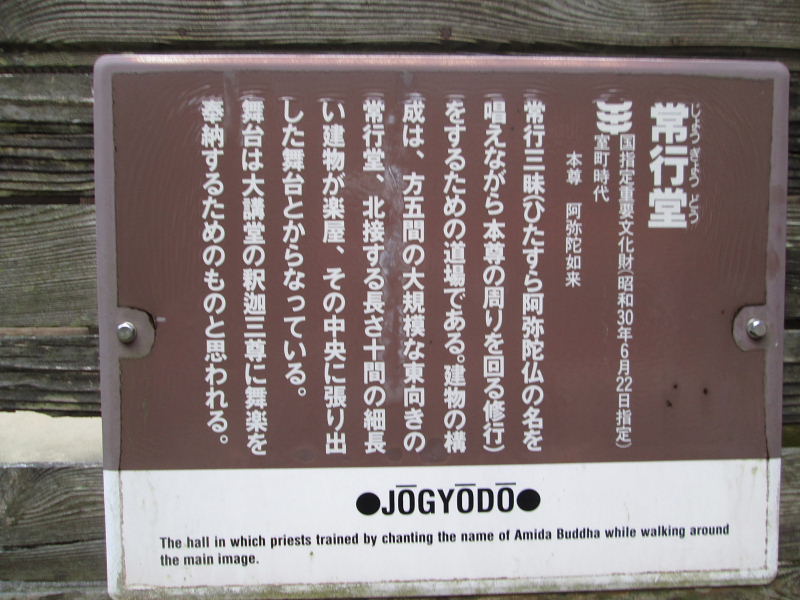 じょうぎょうどう
常行堂
国指定重要文化財(昭和30年6月22日指定)
室町時代
本尊 阿弥陀如来
常行三昧(ひたすら阿弥陀仏の名を
唱えながら本尊の周りを回る修行)
をするための道場である。建物の構
成は、方五間の大規模な東向きの
常行堂、北接する長さ十間の細長
い建物が楽屋、その中央に張り出
した舞台とからなっている。
舞台は大講堂の釈迦三尊に舞楽を
奉納するためのものと思われる。
●JŌGYŌDŌ●
The hall in which priests trained by chanting the name of Amida Buddha while walking around
the main image.